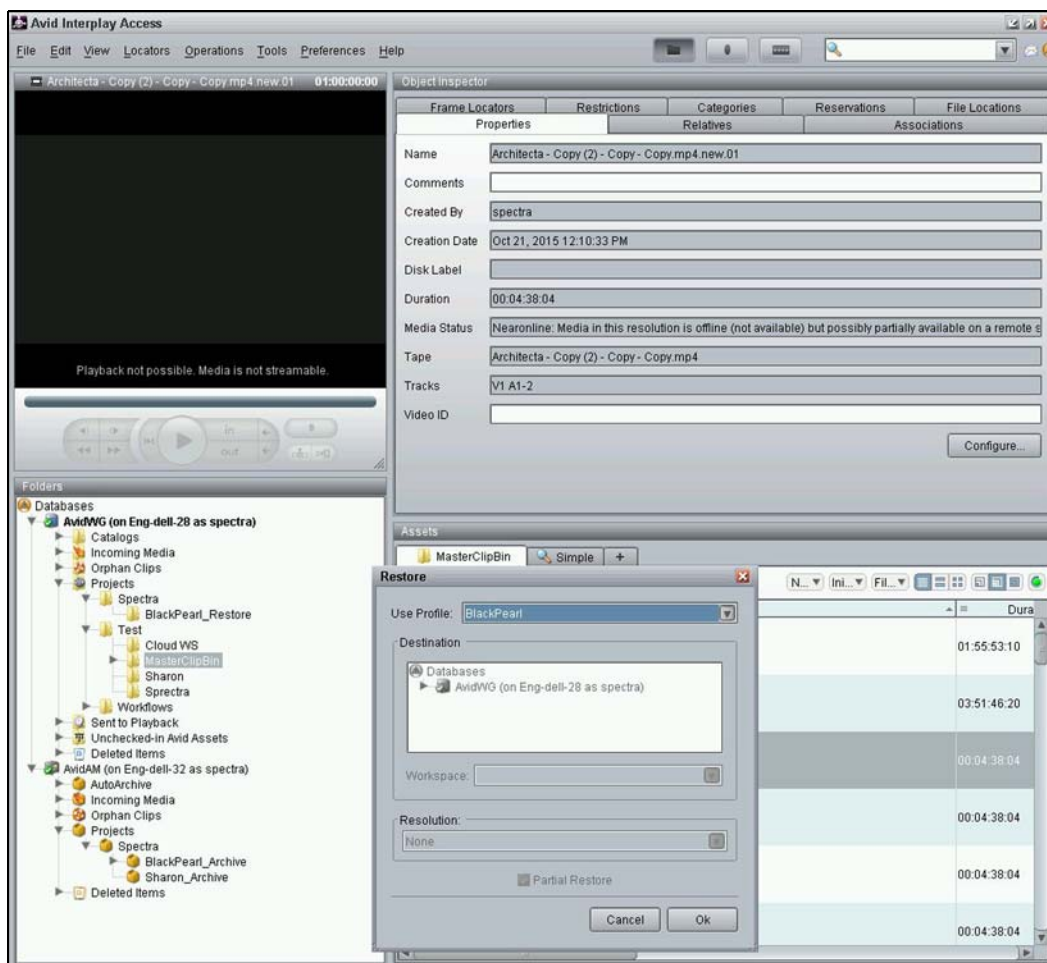 Avid Interplay Access
File Edit View Locators Operations Tools Preferences Help
Architecta - Copy (2) - Copy - Copy.mp4.new.01 01:00:00:00
Playback not possible. Media is not streamable.
in
out
Object Inspector
Frame Locators Restrictions Categories Reservations File Locations
Properties Relatives Associations
Name Architecta - Copy (2) - Copy - Copy.mp4.new.01
Comments
Created By spectra
Creation Date Oct 21, 2015 12:10:33 PM
Disk Label
Duration 00:04:38:04
Media Status Nearonline: Media in this resolution is offline (not available) but possibly partially available on a remote s
Tape Architecta - Copy (2) - Copy - Copy.mp4
Tracks V1 A1-2
Video ID
Configure...
Folders
Databases
AvidWG (on Eng-dell-28 as spectra)
Catalogs
Incoming Media
Orphan Clips
Projects
Spectra
BlackPearl_Restore
Test
Cloud WS
MasterClipBin
Sharon
Sprectra
Workflows
Sent to Playback
Unchecked-in Avid Assets
Deleted Items
AvidAM (on Eng-dell-32 as spectra)
AutoArchive
Incoming Media
Orphan Clips
Projects
Spectra
BlackPearl_Archive
Sharon_Archive
Deleted Items
Assets
MasterClipBin Simple +
N... Ini... Fil...
Dura
01:55:53:10
03:51:46:20
00:04:38:04
00:04:38:04
00:04:38:04
00:04:38:04
Restore
Use Profile: BlackPearl
Destination
Databases
AvidWG (on Eng-dell-28 as spectra)
Workspace:
Resolution:
None
Partial Restore
Cancel Ok